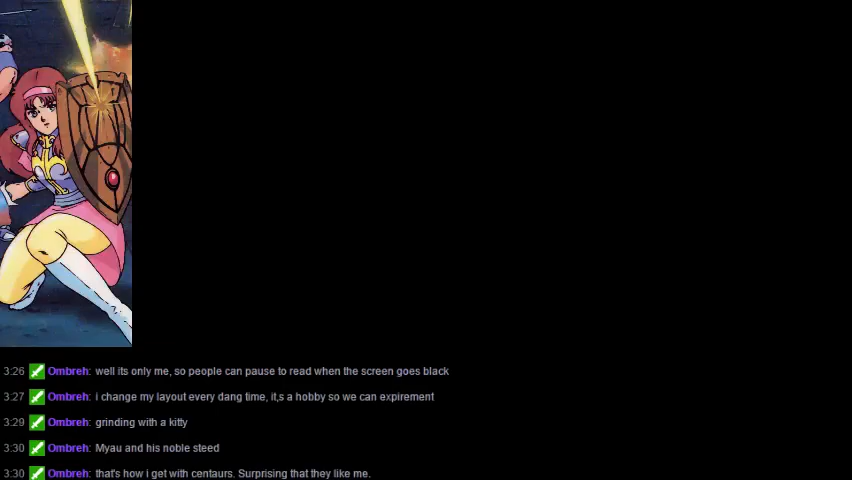 3:26 Ombreh: well its only me, so people can pause to read when the screen goes black
3:27 Ombreh: i change my layout every dang time, it,s a hobby so we can expirement
3:29 Ombreh: grinding with a kitty
3:30 Ombreh: Myau and his noble steed
3:30 Ombreh: that's how i get with centaurs. Surprising that they like me.